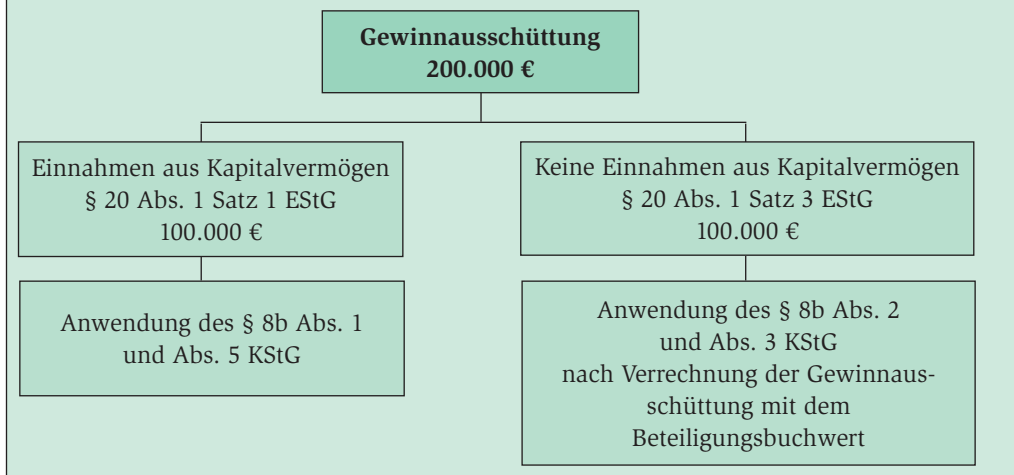 Gewinnausschüttung
200.000 €
Einnahmen aus Kapitalvermögen
§ 20 Abs. 1 Satz 1 EStG
100.000 €
Keine Einnahmen aus Kapitalvermögen
§ 20 Abs. 1 Satz 3 EStG
100.000 €
Anwendung des § 8b Abs. 1
und Abs. 5 KStG
Anwendung des § 8b Abs. 2
und Abs. 3 KStG
nach Verrechnung der Gewinnaus-
schüttung mit dem
Beteiligungsbuchwert